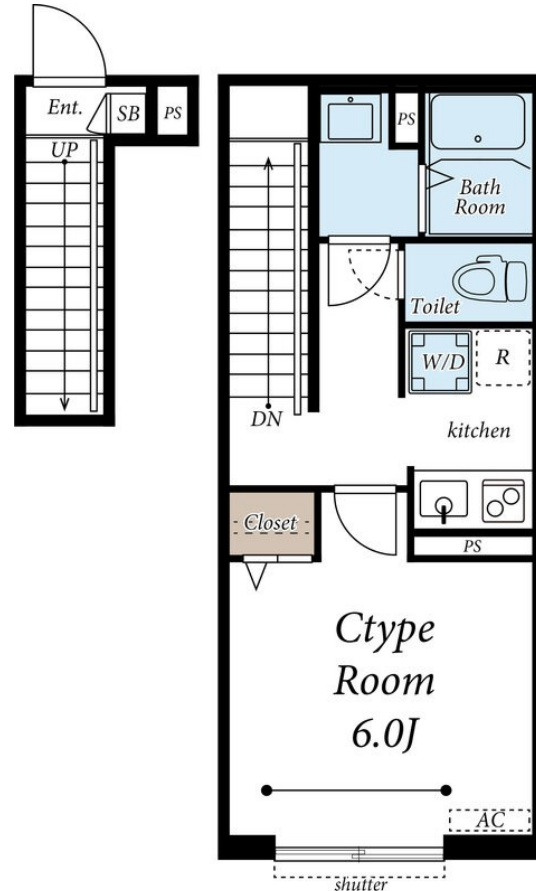 Ent.
SB
PS
UP
PS
Bath
Room
Toilet
W/D
R
DN
kitchen
Closet
PS
Ctype
Room
6.0J
AC
shutter